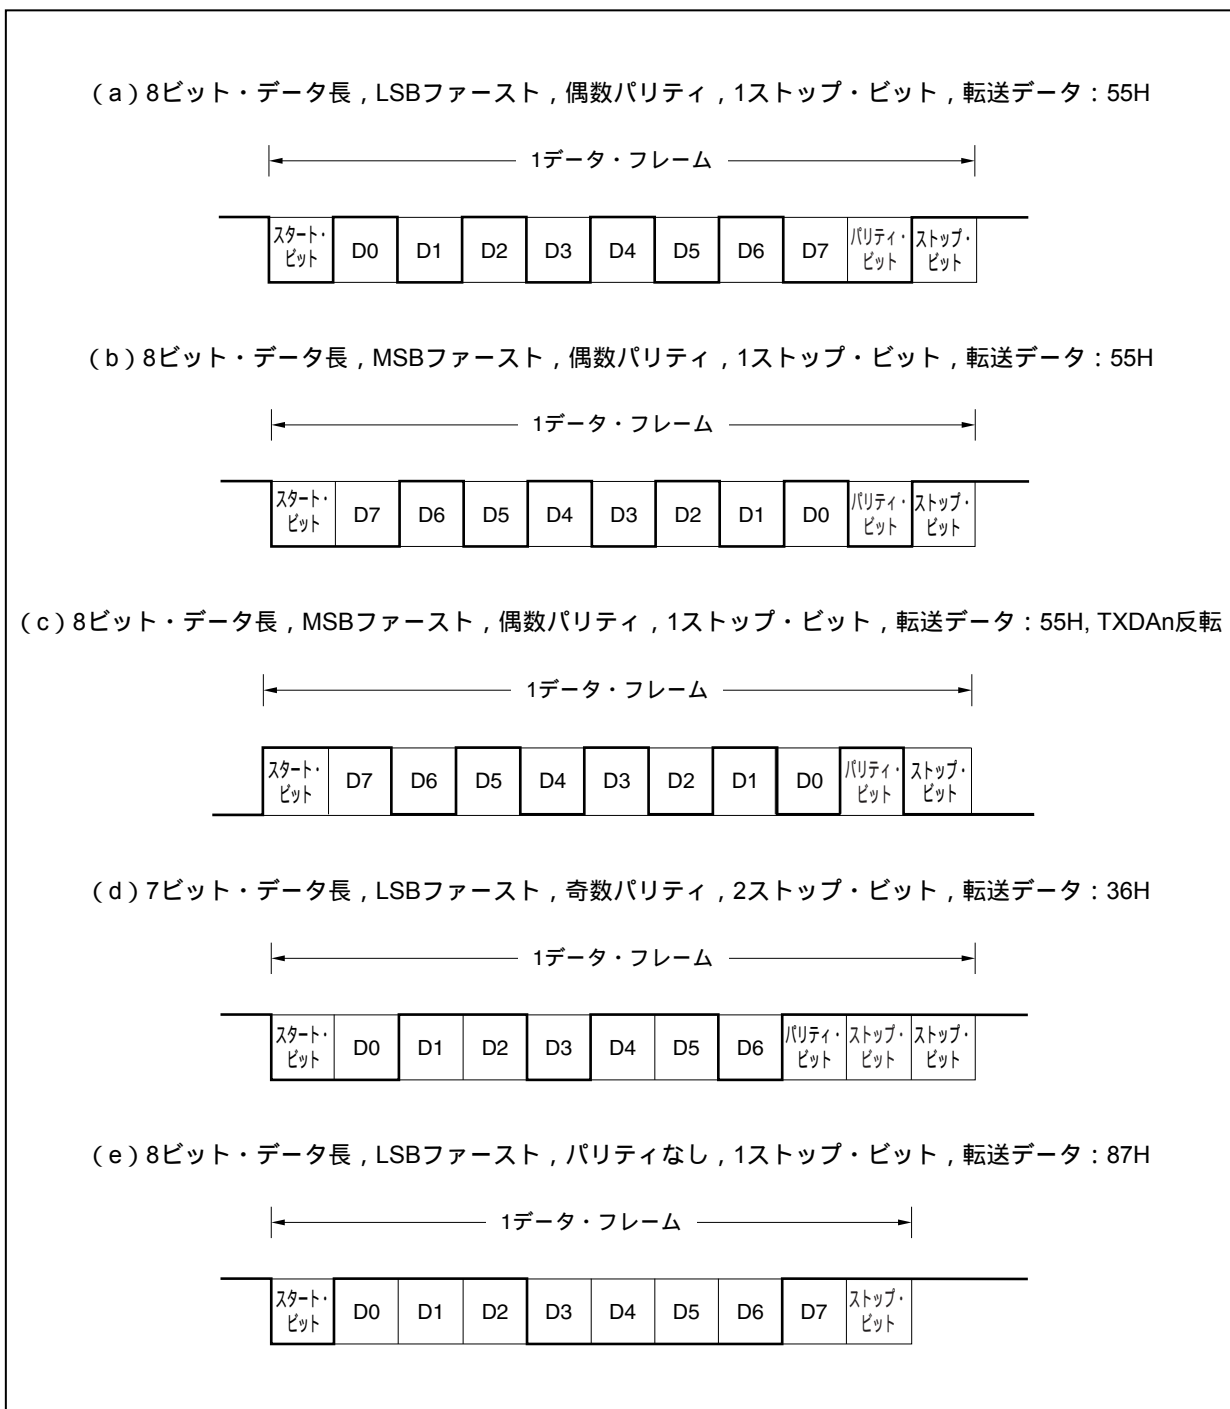 (a)8ビット・データ長,LSBファースト,偶数パリティ,1ストップ・ビット,転送データ:55H
1データ・フレーム
スタート・ビット D0 D1 D2 D3 D4 D5 D6 D7 パリティ・ビット ストップ・ビット
(b)8ビット・データ長,MSBファースト,偶数パリティ,1ストップ・ビット,転送データ:55H
1データ・フレーム
スタート・ビット D7 D6 D5 D4 D3 D2 D1 D0 パリティ・ビット ストップ・ビット
(c)8ビット・データ長,MSBファースト,偶数パリティ,1ストップ・ビット,転送データ:55H, TXDAn反転
1データ・フレーム
スタート・ビット D7 D6 D5 D4 D3 D2 D1 D0 パリティ・ビット ストップ・ビット
(d)7ビット・データ長,LSBファースト,奇数パリティ,2ストップ・ビット,転送データ:36H
1データ・フレーム
スタート・ビット D0 D1 D2 D3 D4 D5 D6 パリティ・ビット ストップ・ビット ストップ・ビット
(e)8ビット・データ長,LSBファースト,パリティなし,1ストップ・ビット,転送データ:87H
1データ・フレーム
スタート・ビット D0 D1 D2 D3 D4 D5 D6 D7 ストップ・ビット